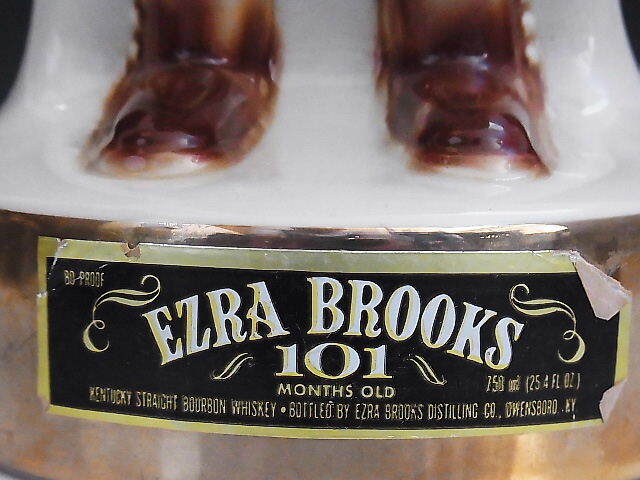 80 PROOF
EZRA BROOKS
101
MONTHS OLD
750 ml (25.4 FL OZ)
KENTUCKY STRAIGHT BOURBON WHISKEY • BOTTLED BY EZRA BROOKS DISTILLING CO., OWENSBORO, KY